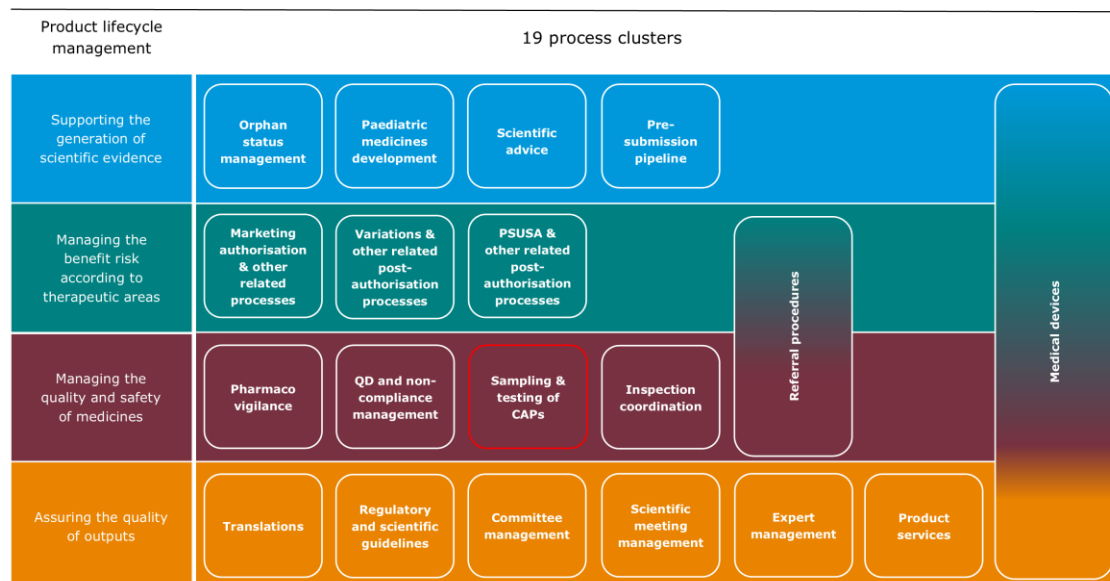 Product lifecycle
management
19 process clusters
Supporting the
generation of
scientific evidence
Orphan
status
management
Paediatric
medicines
development
Scientific
advice
Pre-
submission
pipeline
Managing the
benefit risk
according to
therapeutic areas
Marketing
authorisation
& other
related
processes
Variations &
other related
post-
authorisation
processes
PSUSA &
other related
post-
authorisation
processes
Referral procedures
Medical devices
Managing the
quality and safety
of medicines
Pharmaco
vigilance
QD and non-
compliance
management
Sampling &
testing of
CAPs
Inspection
coordination
Assuring the quality
of outputs
Translations
Regulatory
and scientific
guidelines
Committee
management
Scientific
meeting
management
Expert
management
Product
services